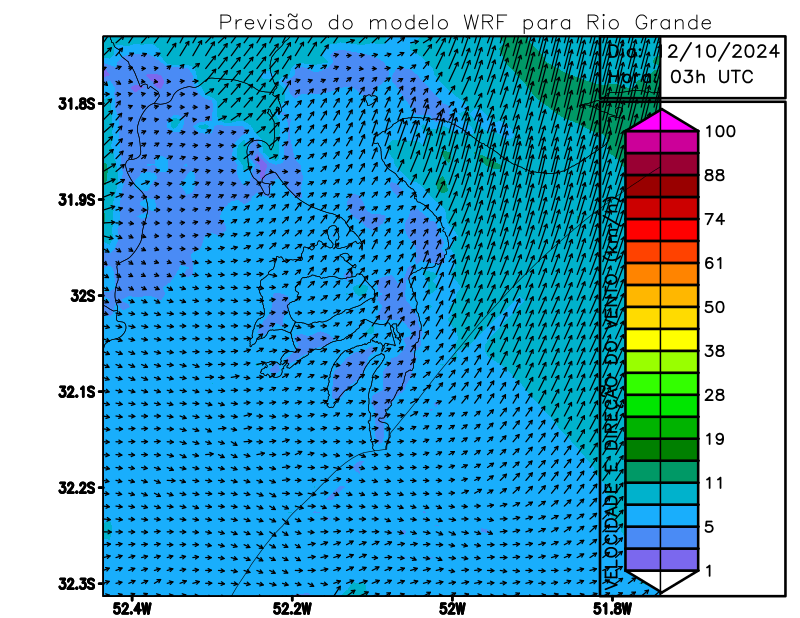 Previsão do modelo WRF para Rio Grande
Dia: 2/10/2024
Hora: 03h UTC
31.8S
31.9S
32S
32.1S
32.2S
32.3S
52.4W
52.2W
52W
51.8W
VELOCIDADE E DIREÇÃO DO VENTO (km/h)
100
88
74
61
50
38
28
19
11
5
1